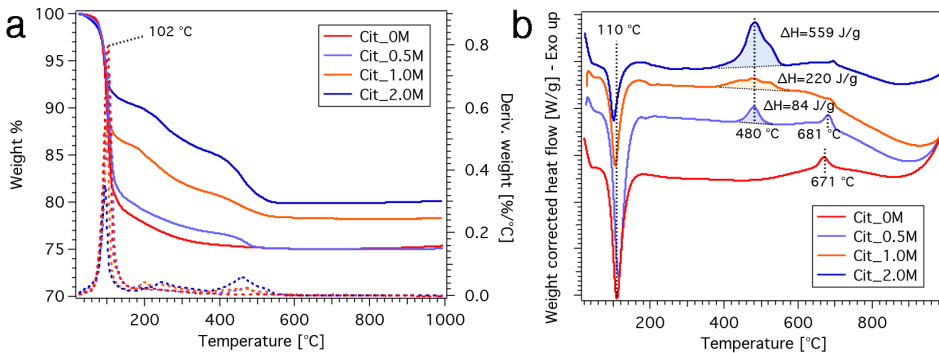 a
102 °C
Cit_0M
Cit_0.5M
Cit_1.0M
Cit_2.0M
100
95
90
85
80
75
70
Weight %
0.8
0.6
0.4
0.2
0.0
Deriv. weight [%/°C]
200
400
600
800
1000
Temperature [°C]
b
110 °C
ΔH=559 J/g
ΔH=220 J/g
ΔH=84 J/g
480 °C
681 °C
671 °C
Cit_0M
Cit_0.5M
Cit_1.0M
Cit_2.0M
Weight corrected heat flow [W/g] - Exo up
200
400
600
800
Temperature [°C]